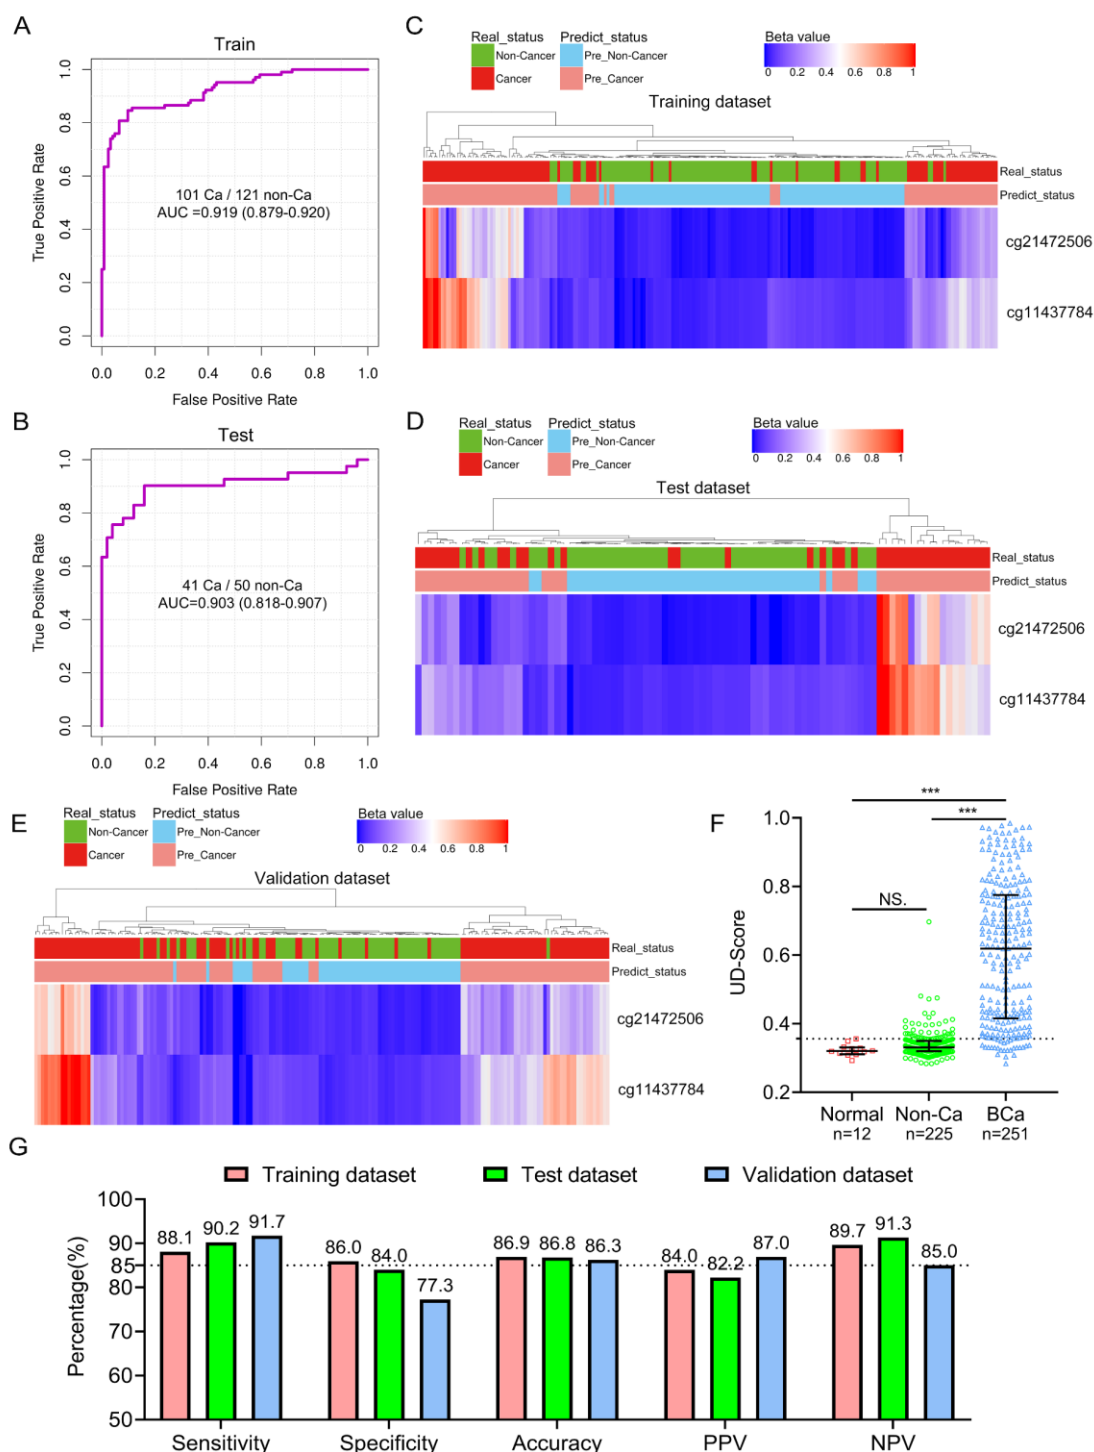 A
Train
1.0
0.8
0.6
0.4
0.2
0.0
True Positive Rate
101 Ca / 121 non-Ca
AUC =0.919 (0.879-0.920)
0.0 0.2 0.4 0.6 0.8 1.0
False Positive Rate
C
Real_status Predict_status
Non-Cancer Pre_Non-Cancer
Cancer Pre_Cancer
Beta value
0 0.2 0.4 0.6 0.8 1
Training dataset
Real_status
Predict_status
cg21472506
cg11437784
B
Test
1.0
0.8
0.6
0.4
0.2
0.0
True Positive Rate
41 Ca / 50 non-Ca
AUC=0.903 (0.818-0.907)
0.0 0.2 0.4 0.6 0.8 1.0
False Positive Rate
D
Real_status Predict_status
Non-Cancer Pre_Non-Cancer
Cancer Pre_Cancer
Beta value
0 0.2 0.4 0.6 0.8 1
Test dataset
Real_status
Predict_status
cg21472506
cg11437784
E
Real_status Predict_status
Non-Cancer Pre_Non-Cancer
Cancer Pre_Cancer
Beta value
0 0.2 0.4 0.6 0.8 1
Validation dataset
Real_status
Predict_status
cg21472506
cg11437784
F
UD-Score
1.0
0.8
0.6
0.4
0.2
***
***
NS.
Normal Non-Ca BCa
n=12 n=225 n=251
G
Training dataset Test dataset Validation dataset
Percentage(%)
100
90
85
80
70
60
50
88.1 90.2 91.7
86.0 84.0 77.3
86.9 86.8 86.3
84.0 82.2 87.0
89.7 91.3 85.0
Sensitivity Specificity Accuracy PPV NPV